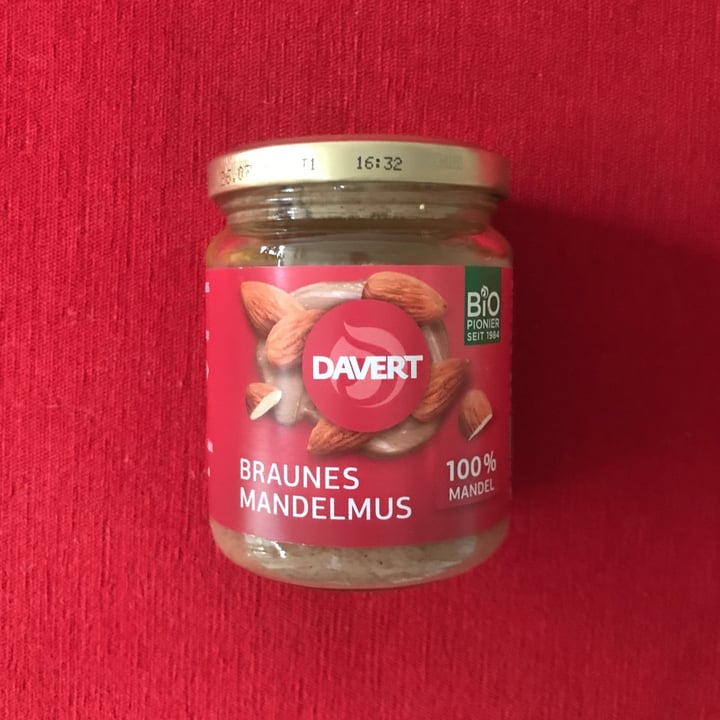 16:32
BiO
PIONIER
SEIT 1984
DAVERT
BRAUNES
MANDELMUS
100%
MANDEL